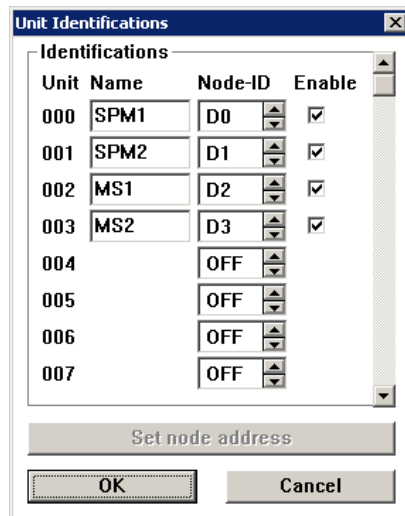 Unit Identifications
Identifications
Unit Name Node-ID Enable
000 SPM1 D0
001 SPM2 D1
002 MS1 D2
003 MS2 D3
004 OFF
005 OFF
006 OFF
007 OFF
Set node address
OK Cancel